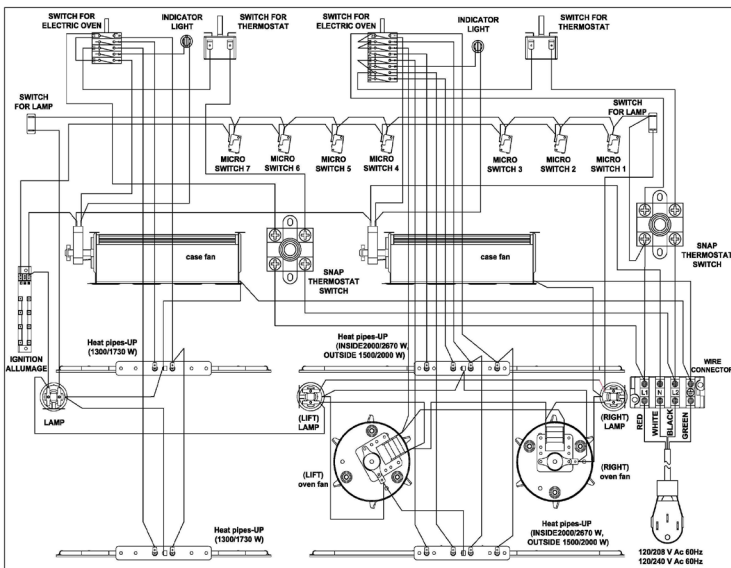 SWITCH FOR
ELECTRIC OVEN
INDICATOR
LIGHT
SWITCH FOR
THERMOSTAT
SWITCH FOR
ELECTRIC OVEN
INDICATOR
LIGHT
SWITCH FOR
THERMOSTAT
SWITCH
FOR LAMP
SWITCH
FOR LAMP
MICRO
SWITCH 7
MICRO
SWITCH 6
MICRO
SWITCH 5
MICRO
SWITCH 4
MICRO
SWITCH 3
MICRO
SWITCH 2
MICRO
SWITCH 1
case fan
SNAP
THERMOSTAT
SWITCH
case fan
SNAP
THERMOSTAT
SWITCH
IGNITION
ALLUMAGE
Heat pipes-UP
(1300/1730 W)
Heat pipes-UP
(INSIDE2000/2670 W,
OUTSIDE 1500/2000 W)
WIRE
CONNECTOR
L1
N
L2
RED
WHITE
BLACK
GREEN
LAMP
(LIFT)
LAMP
(RIGHT)
LAMP
(LIFT)
oven fan
(RIGHT)
oven fan
Heat pipes-UP
(1300/1730 W)
Heat pipes-UP
(INSIDE2000/2670 W,
OUTSIDE 1500/2000 W)
120/208 V Ac 60Hz
120/240 V Ac 60Hz